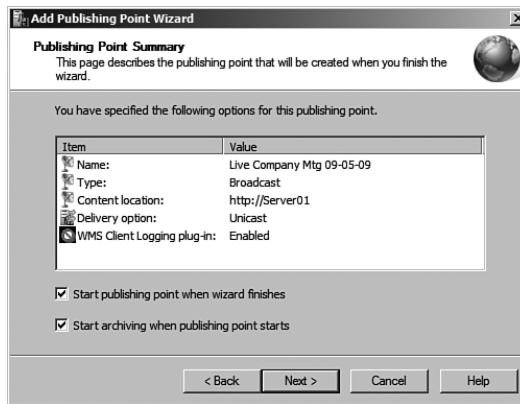 Add Publishing Point Wizard
Publishing Point Summary
This page describes the publishing point that will be created when you finish the
wizard.
You have specified the following options for this publishing point.
Item Value
Name: Live Company Mtg 09-05-09
Type: Broadcast
Content location: http://Server01
Delivery option: Unicast
WMS Client Logging plug-in: Enabled
Start publishing point when wizard finishes
Start archiving when publishing point starts
< Back Next > Cancel Help